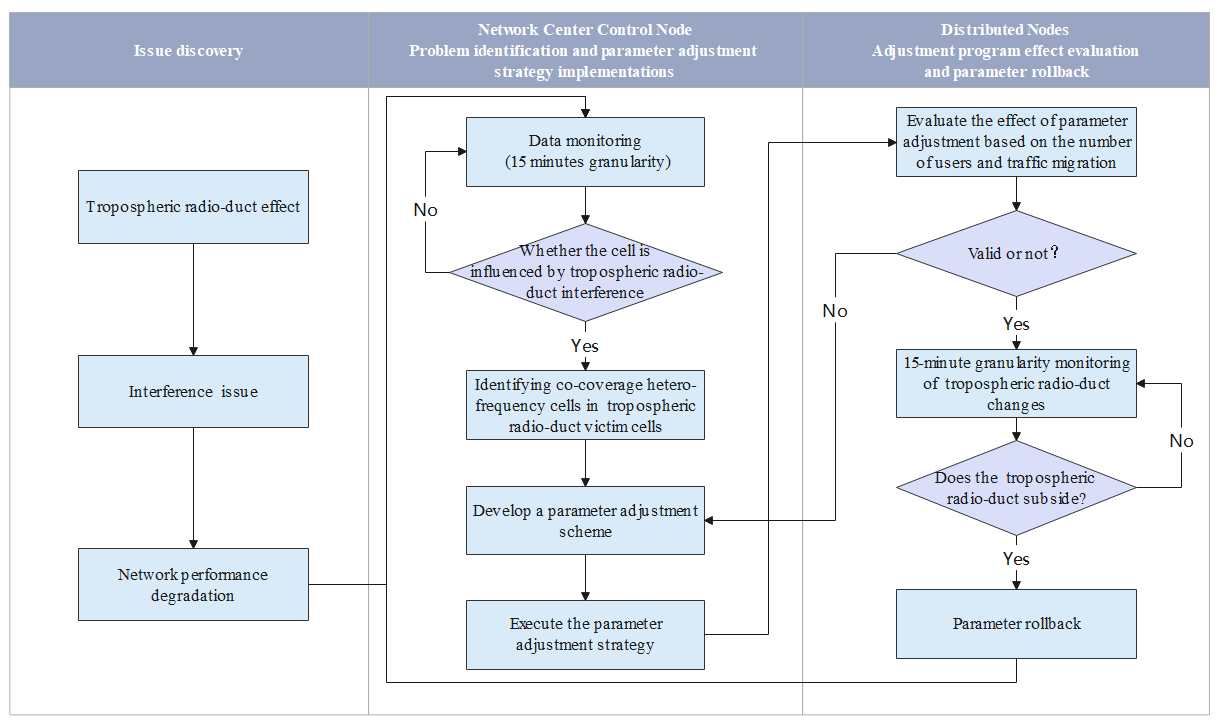 Issue discovery
Network Center Control Node
Problem identification and parameter adjustment
strategy implementations
Distributed Nodes
Adjustment program effect evaluation
and parameter rollback
Tropospheric radio-duct effect
Interference issue
Network performance
degradation
Data monitoring
(15 minutes granularity)
No
Whether the cell is
influenced by tropospheric radio-
duct interference
Yes
Identifying co-coverage hetero-
frequency cells in tropospheric
radio-duct victim cells
Develop a parameter adjustment
scheme
Execute the parameter
adjustment strategy
Evaluate the effect of parameter
adjustment based on the number
of users and traffic migration
Valid or not?
No
Yes
15-minute granularity monitoring
of tropospheric radio-duct
changes
No
Does the tropospheric
radio-duct subside?
Yes
Parameter rollback